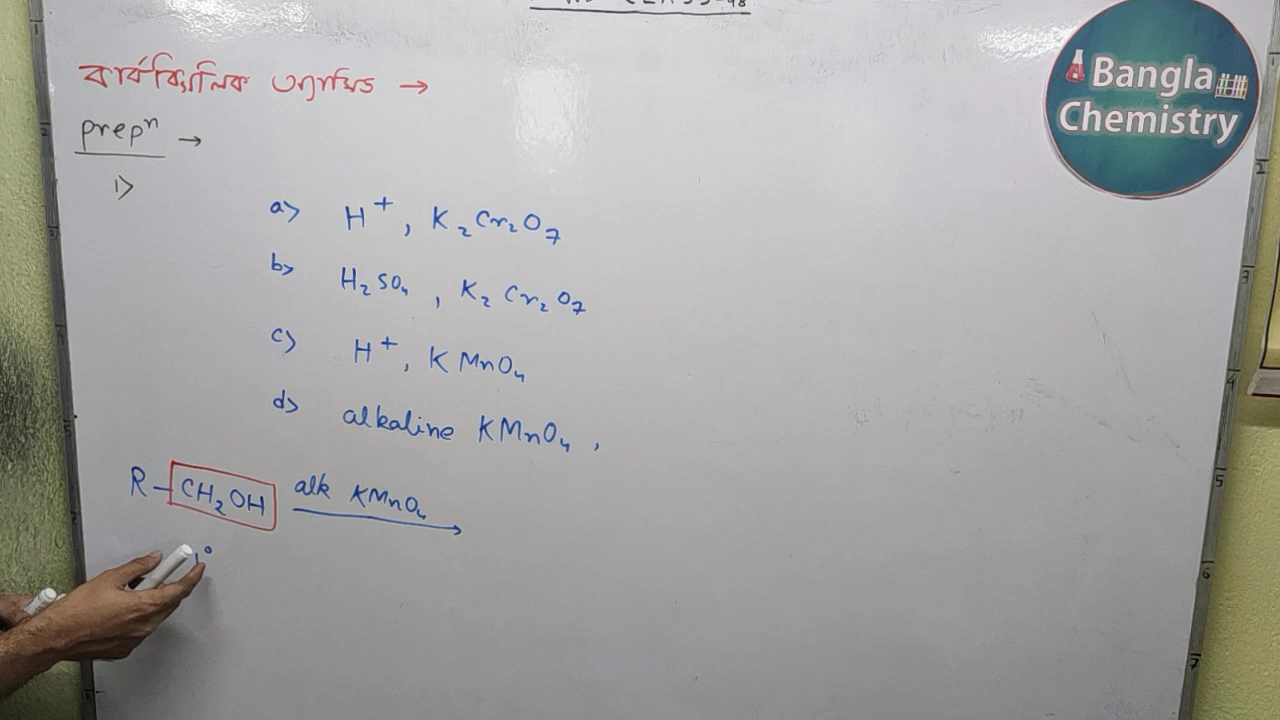 কার্বক্সিলিক অ্যাসিড →
prepⁿ →
1>
a> H⁺, K₂Cr₂O₇
b> H₂SO₄, K₂Cr₂O₇
c> H⁺, KMnO₄
d> alkaline KMnO₄,
R-CH₂OH alk KMnO₄
1°
Bangla
Chemistry